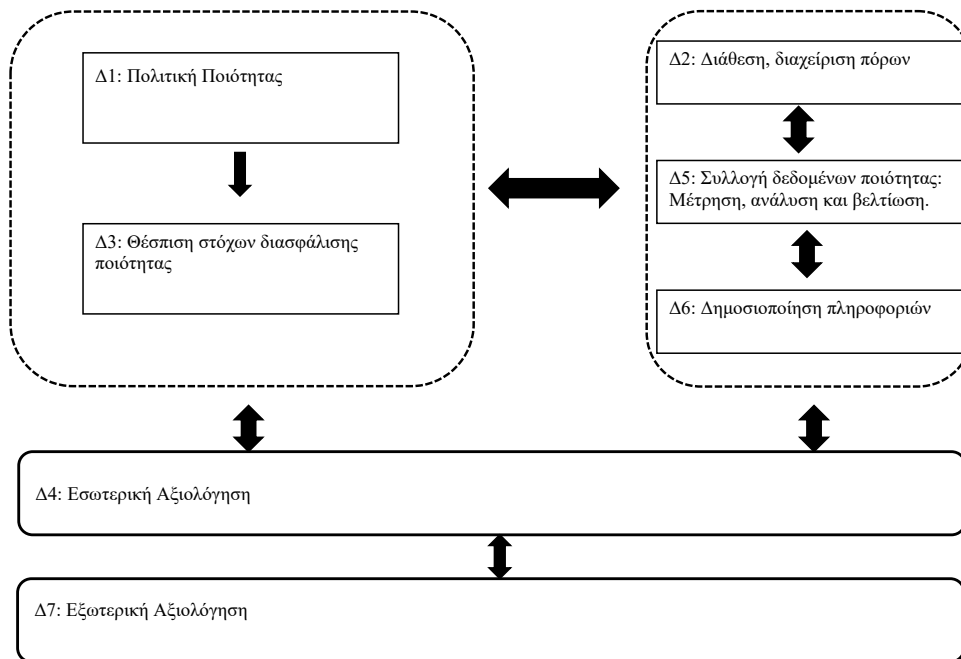 Δ1: Πολιτική Ποιότητας
Δ3: Θέσπιση στόχων διασφάλισης
ποιότητας
Δ2: Διάθεση, διαχείριση πόρων
Δ5: Συλλογή δεδομένων ποιότητας:
Μέτρηση, ανάλυση και βελτίωση.
Δ6: Δημοσιοποίηση πληροφοριών
Δ4: Εσωτερική Αξιολόγηση
Δ7: Εξωτερική Αξιολόγηση